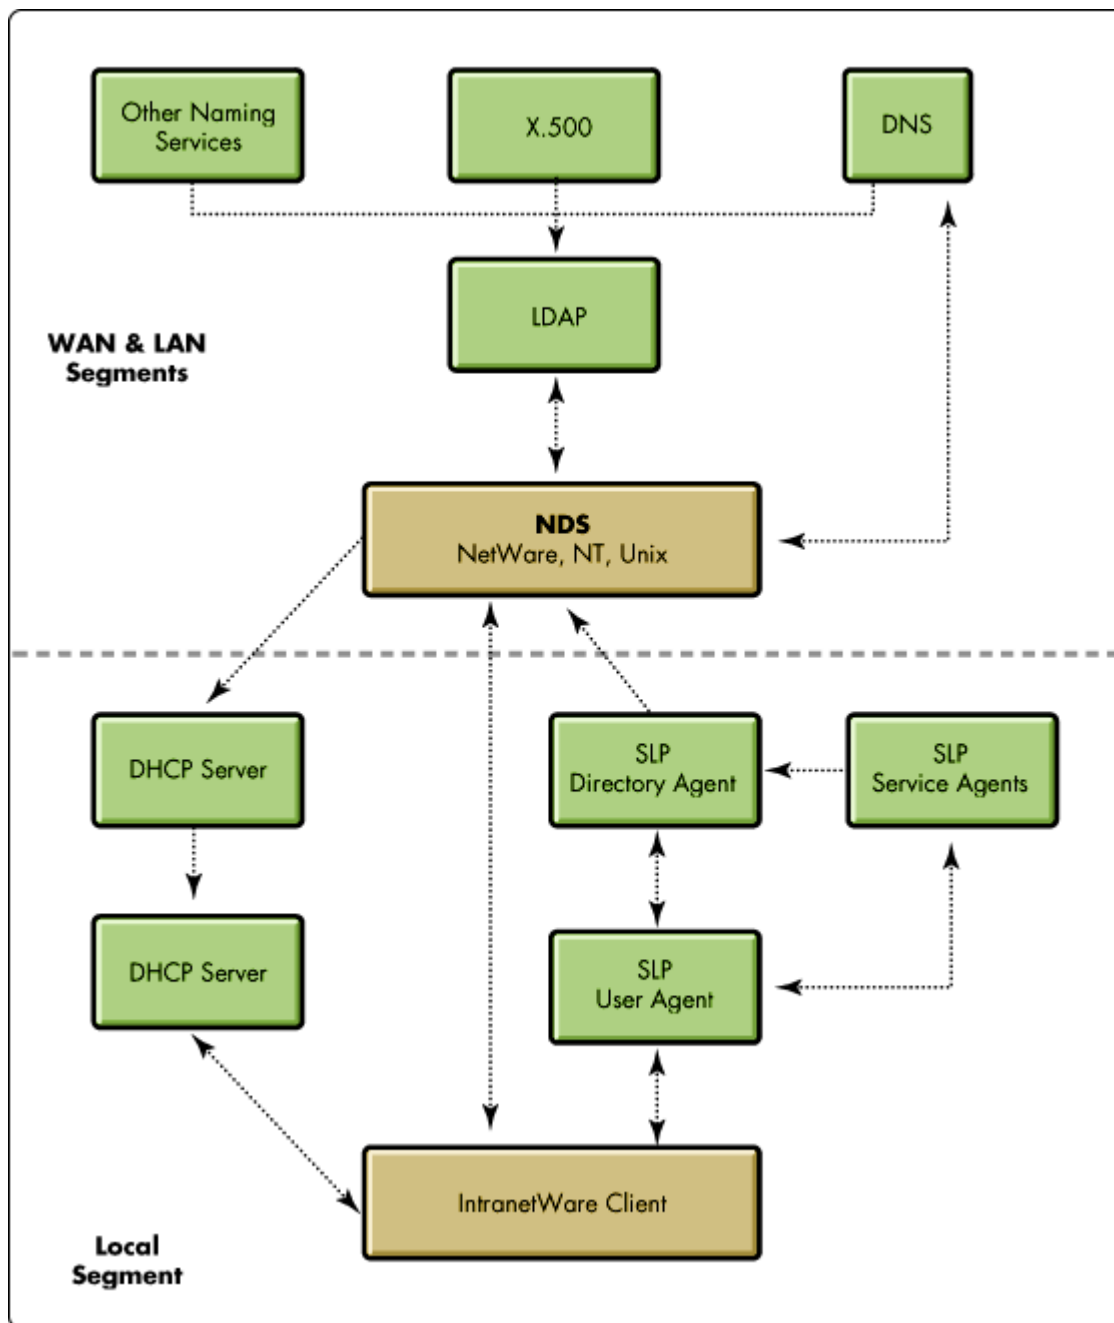 Other Naming
Services
X.500
DNS
LDAP
WAN & LAN
Segments
NDS
NetWare, NT, Unix
DHCP Server
SLP
Directory Agent
SLP
Service Agents
DHCP Server
SLP
User Agent
IntranetWare Client
Local
Segment